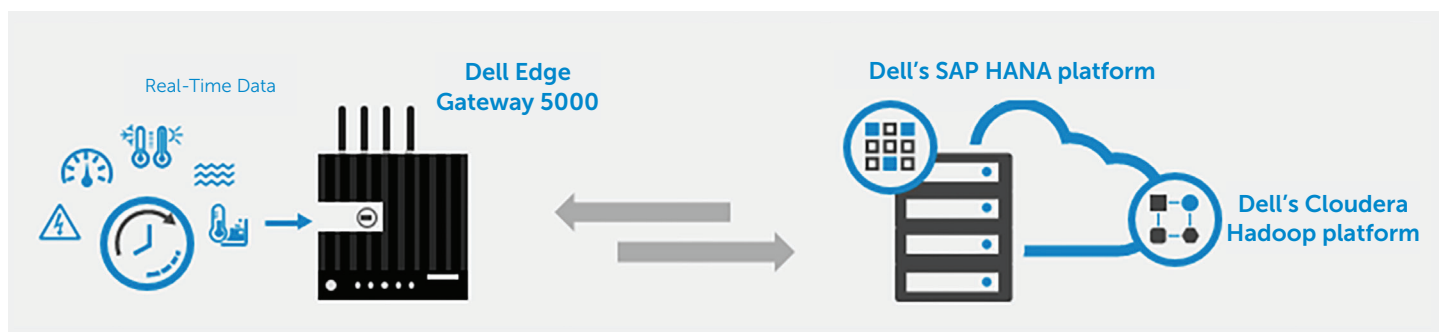 Real-Time Data
Dell Edge
Gateway 5000
Dell’s SAP HANA platform
Dell’s Cloudera
Hadoop platform